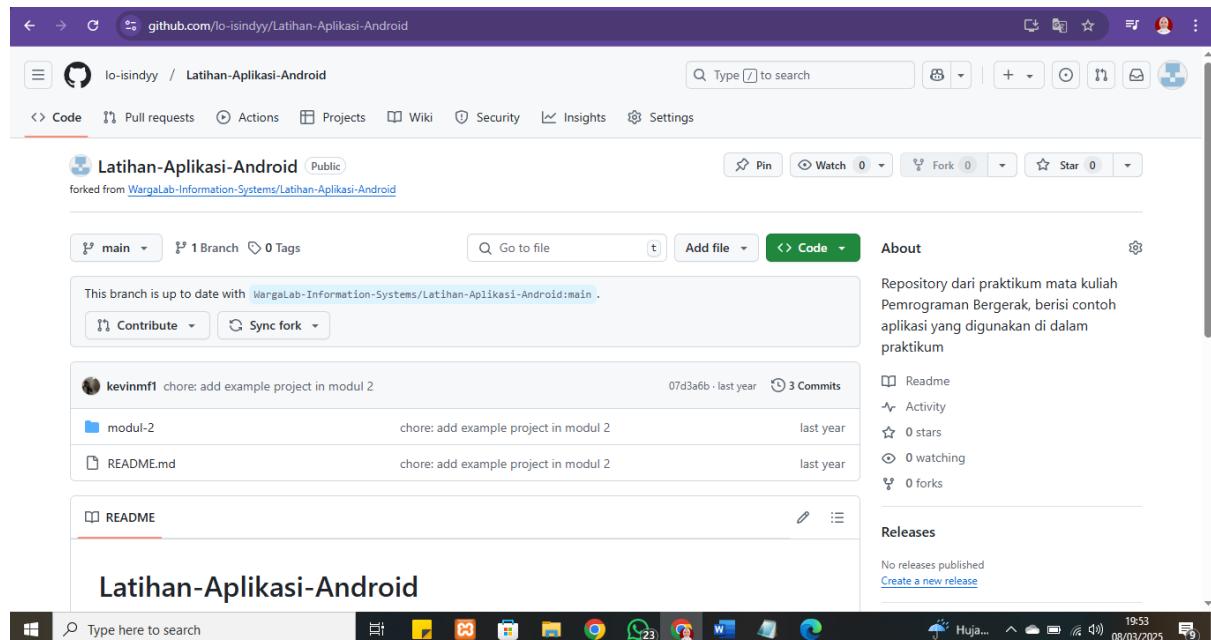 github.com/lo-isindyy/Latihan-Aplikasi-Android
lo-isindyy / Latihan-Aplikasi-Android
Type / to search
Code Pull requests Actions Projects Wiki Security Insights Settings
Latihan-Aplikasi-Android Public
Pin Watch 0 Fork 0 Star 0
forked from WargaLab-Information-Systems/Latihan-Aplikasi-Android
main 1 Branch 0 Tags Go to file t Add file Code
About
This branch is up to date with WargaLab-Information-Systems/Latihan-Aplikasi-Android:main .
Contribute Sync fork
Repository dari praktikum mata kuliah
Pemrograman Bergerak, berisi contoh
aplikasi yang digunakan di dalam
praktikum
kevinmf1 chore: add example project in modul 2 07d3a6b · last year 3 Commits
modul-2 chore: add example project in modul 2 last year
README.md chore: add example project in modul 2 last year
Readme
Activity
0 stars
0 watching
0 forks
README
Latihan-Aplikasi-Android
Releases
No releases published
Create a new release
Type here to search
23
Huja...
19:53
08/03/2025
9